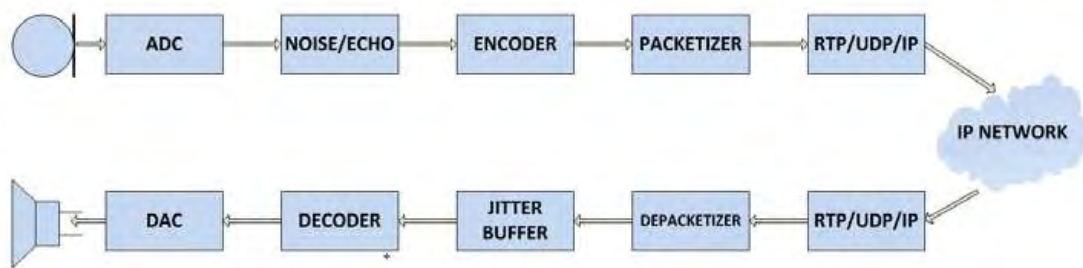 ADC
NOISE/ECHO
ENCODER
PACKETIZER
RTP/UDP/IP
IP NETWORK
DAC
DECODER
JITTER
BUFFER
DEPACKETIZER
RTP/UDP/IP